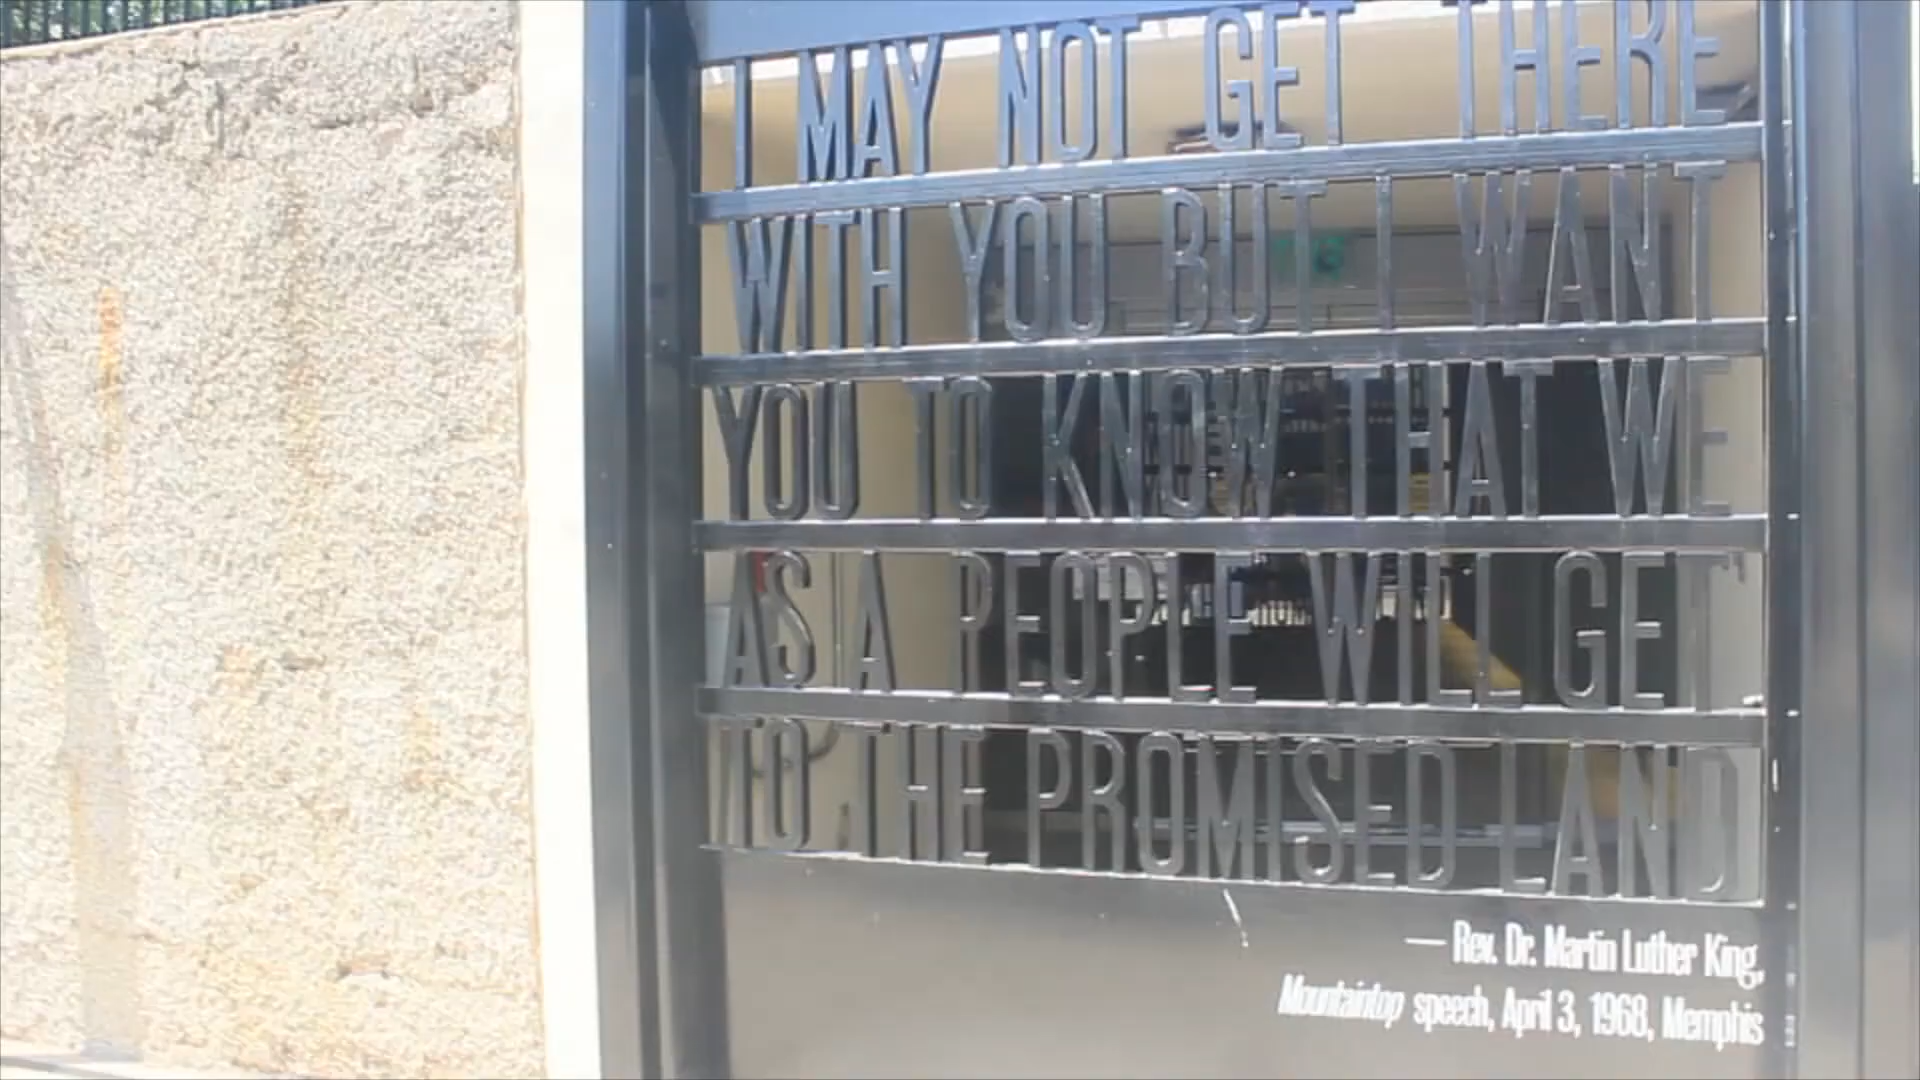 I MAY NOT GET THERE
WITH YOU BUT I WANT
YOU TO KNOW THAT WE
AS A PEOPLE WILL GET
TO THE PROMISED LAND
— Rev. Dr. Martin Luther King,
Mountaintop speech, April 3, 1968, Memphis